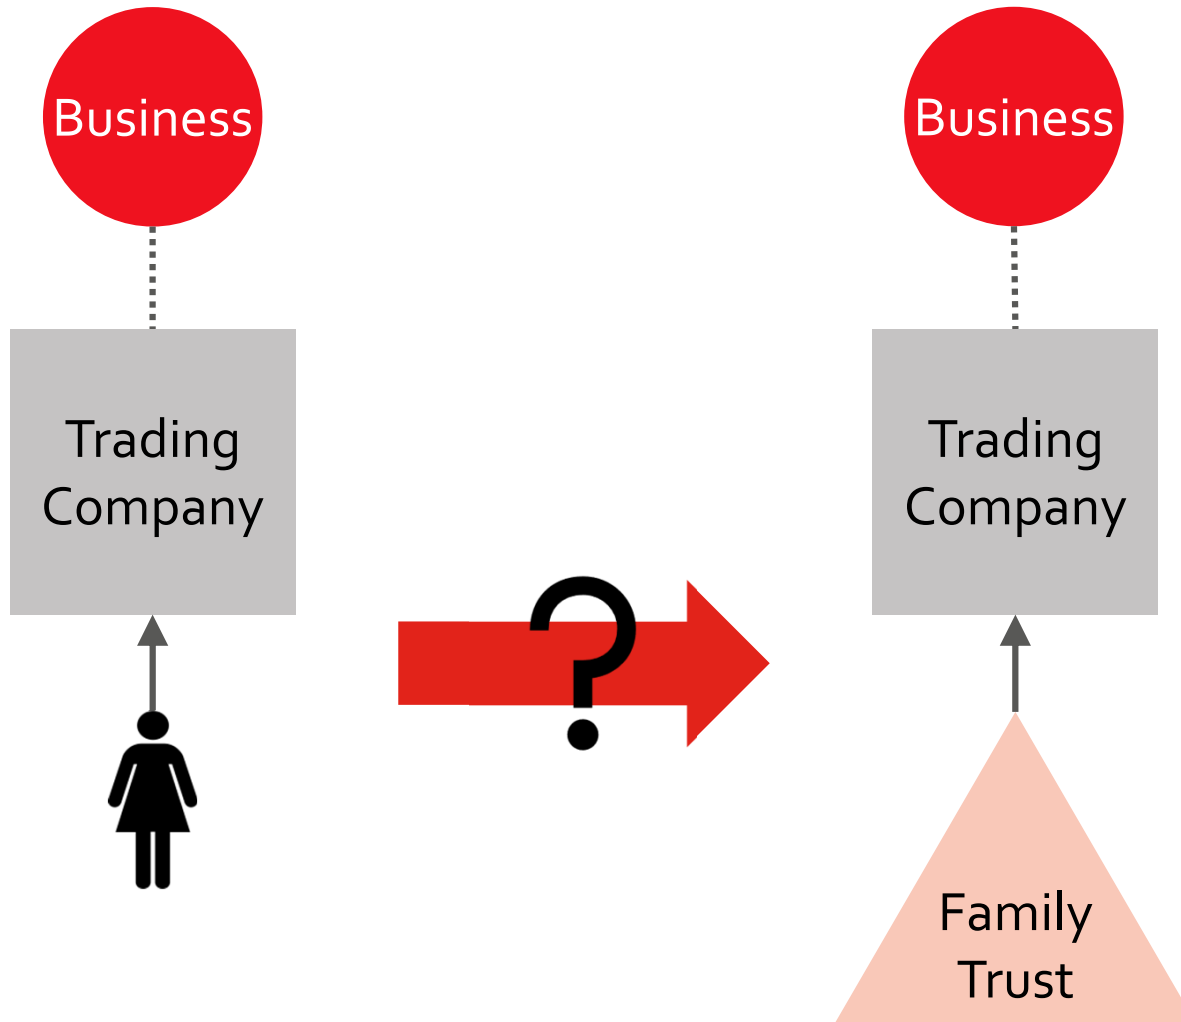 Business
Trading
Company
?
Business
Trading
Company
Family
Trust